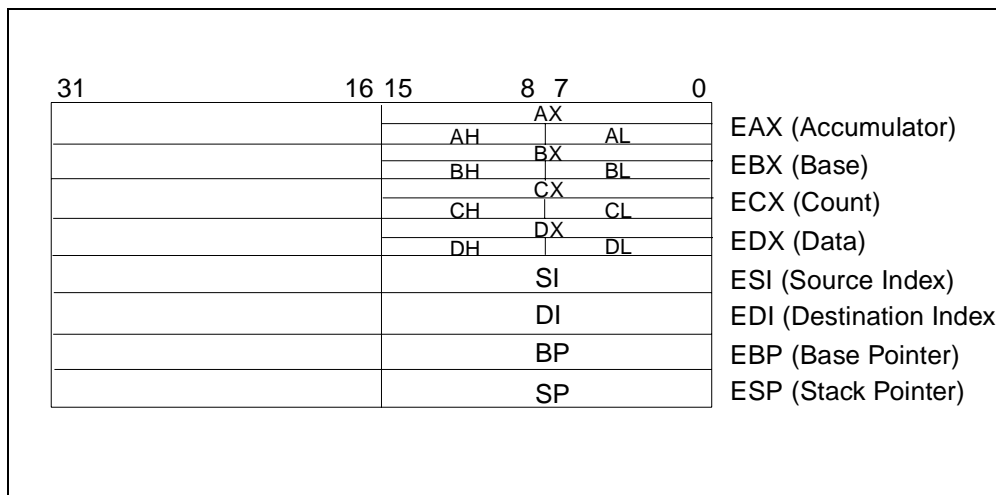 31 16 15 8 7 0
AX
AH AL EAX (Accumulator)
BX
BH BL EBX (Base)
CX
CH CL ECX (Count)
DX
DH DL EDX (Data)
SI ESI (Source Index)
DI EDI (Destination Index
BP EBP (Base Pointer)
SP ESP (Stack Pointer)